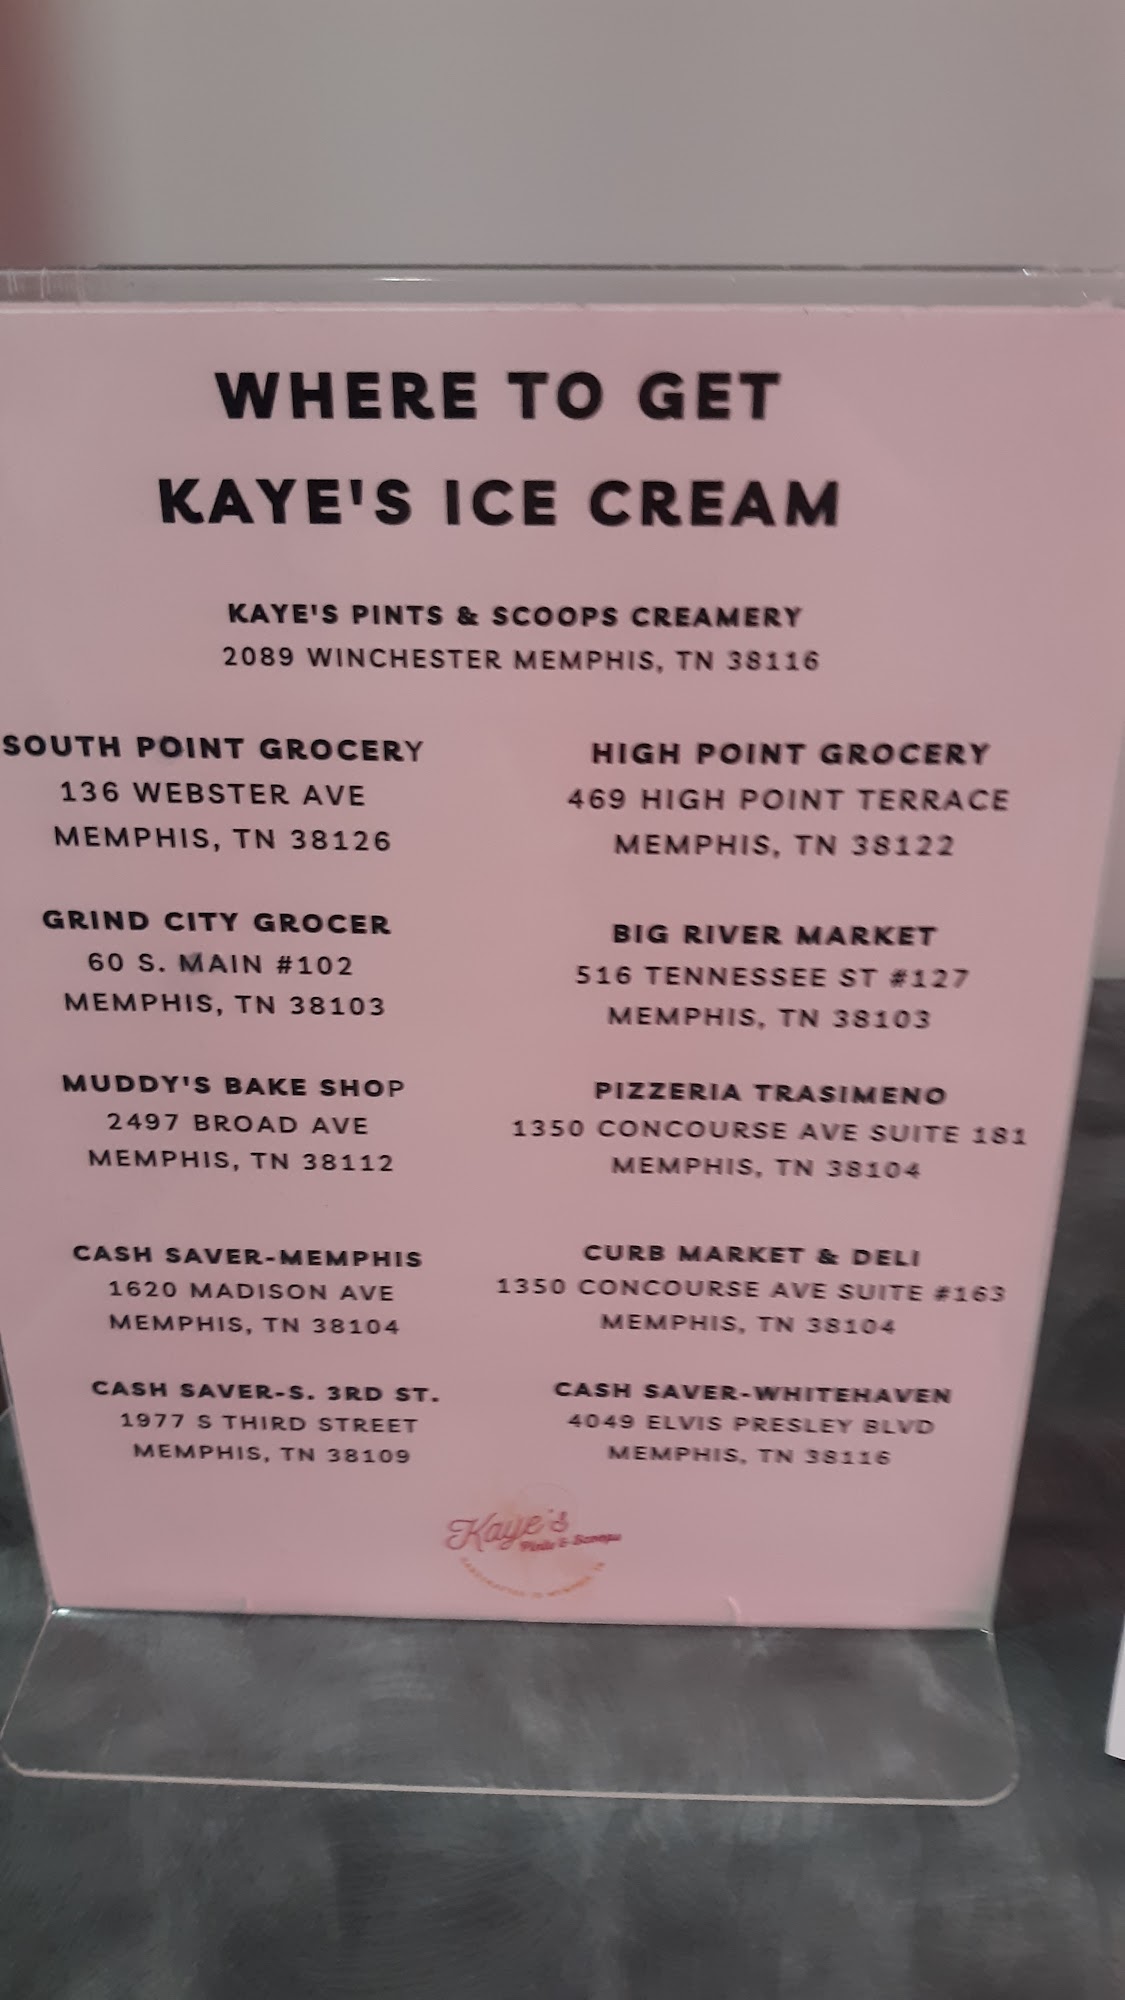 WHERE TO GET
KAYE'S ICE CREAM
KAYE'S PINTS & SCOOPS CREAMERY
2089 WINCHESTER MEMPHIS, TN 38116
SOUTH POINT GROCERY
136 WEBSTER AVE
MEMPHIS, TN 38126
HIGH POINT GROCERY
469 HIGH POINT TERRACE
MEMPHIS, TN 38122
GRIND CITY GROCER
60 S. MAIN #102
MEMPHIS, TN 38103
BIG RIVER MARKET
516 TENNESSEE ST #127
MEMPHIS, TN 38103
MUDDY'S BAKE SHOP
2497 BROAD AVE
MEMPHIS, TN 38112
PIZZERIA TRASIMENO
1350 CONCOURSE AVE SUITE 181
MEMPHIS, TN 38104
CASH SAVER-MEMPHIS
1620 MADISON AVE
MEMPHIS, TN 38104
CURB MARKET & DELI
1350 CONCOURSE AVE SUITE #163
MEMPHIS, TN 38104
CASH SAVER-S. 3RD ST.
1977 S THIRD STREET
MEMPHIS, TN 38109
CASH SAVER-WHITEHAVEN
4049 ELVIS PRESLEY BLVD
MEMPHIS, TN 38116
Kaye's
Pints & Scoops